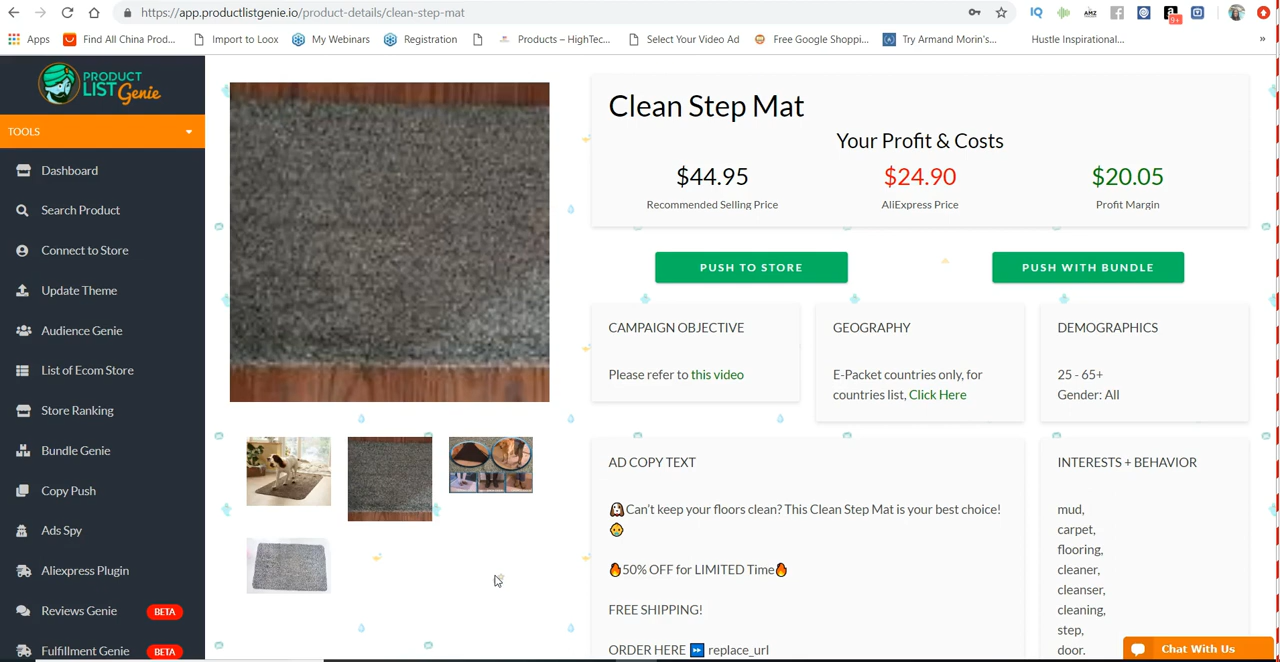 https://app.productlistgenie.io/product-details/clean-step-mat
9+
Apps
Find All China Prod...
Import to Loox
My Webinars
Registration
Products – HighTec...
Select Your Video Ad
Free Google Shoppi...
Try Armand Morin's...
Hustle Inspirational...
»
PRODUCT
LIST Genie
TOOLS
Dashboard
Search Product
Connect to Store
Update Theme
Audience Genie
List of Ecom Store
Store Ranking
Bundle Genie
Copy Push
Ads Spy
Aliexpress Plugin
Reviews Genie BETA
Fulfillment Genie BETA
Clean Step Mat
Your Profit & Costs
$44.95
Recommended Selling Price
$24.90
AliExpress Price
$20.05
Profit Margin
PUSH TO STORE
PUSH WITH BUNDLE
CAMPAIGN OBJECTIVE
Please refer to this video
GEOGRAPHY
E-Packet countries only, for
countries list, Click Here
DEMOGRAPHICS
25 - 65+
Gender: All
AD COPY TEXT
🐶Can't keep your floors clean? This Clean Step Mat is your best choice!
👶
🔥50% OFF for LIMITED Time🔥
FREE SHIPPING!
ORDER HERE ⏩ replace_url
INTERESTS + BEHAVIOR
mud,
carpet,
flooring,
cleaner,
cleanser,
cleaning,
step,
door.
Chat With Us